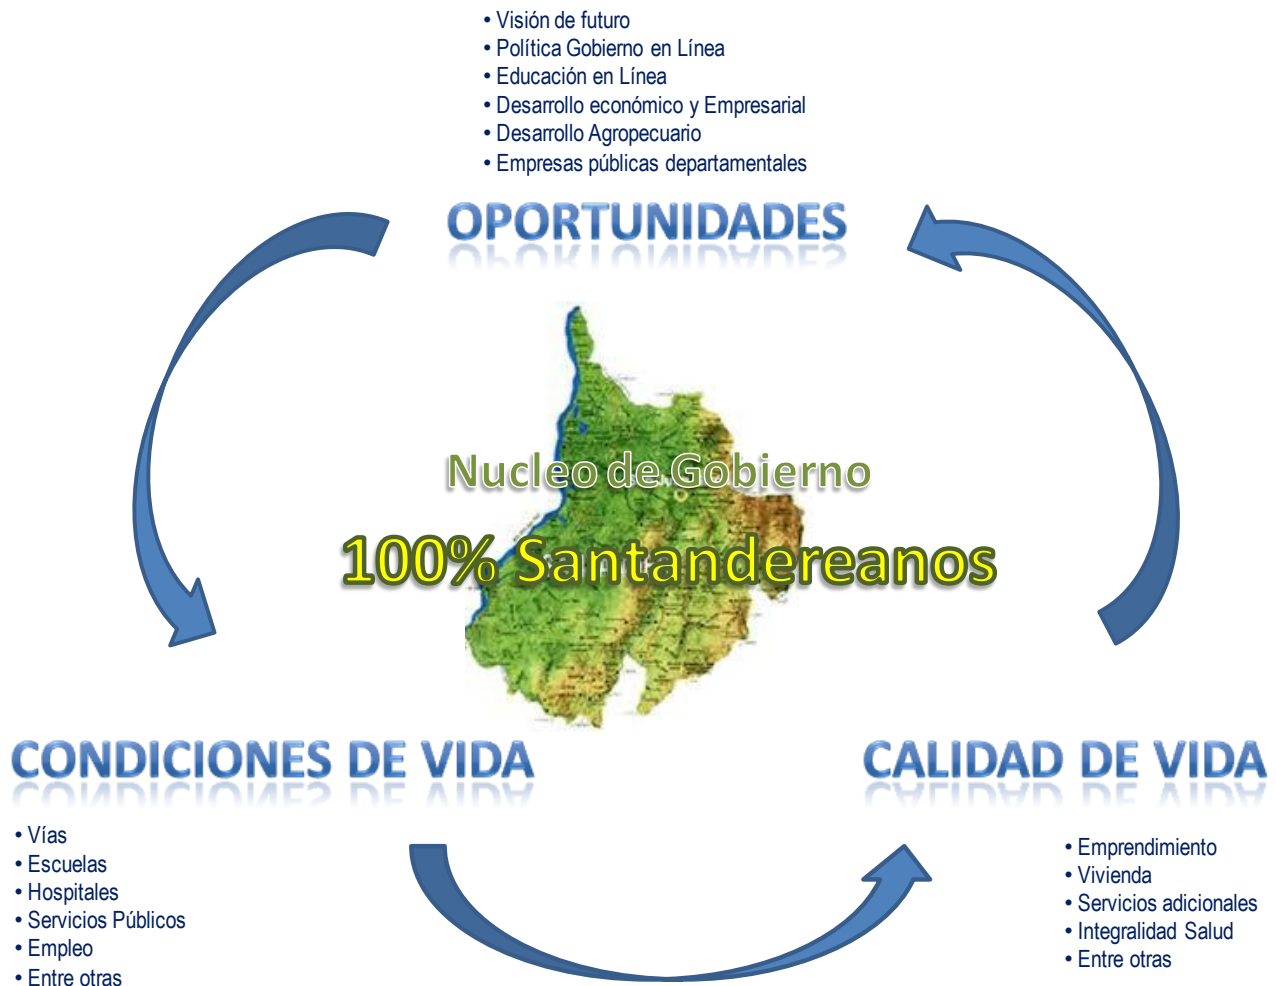 • Visión de futuro
• Política Gobierno en Línea
• Educación en Línea
• Desarrollo económico y Empresarial
• Desarrollo Agropecuario
• Empresas públicas departamentales
OPORTUNIDADES
Nucleo de Gobierno
100% Santandereanos
CONDICIONES DE VIDA
• Vías
• Escuelas
• Hospitales
• Servicios Públicos
• Empleo
• Entre otras
CALIDAD DE VIDA
• Emprendimiento
• Vivienda
• Servicios adicionales
• Integralidad Salud
• Entre otras